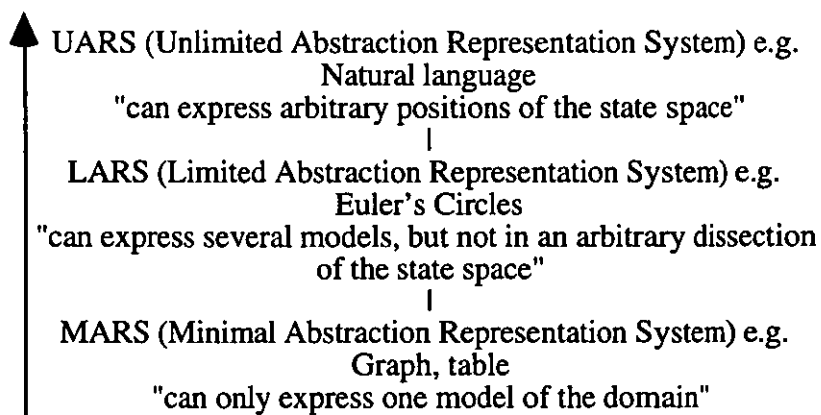 UARS (Unlimited Abstraction Representation System) e.g.
Natural language
"can express arbitrary positions of the state space"
LARS (Limited Abstraction Representation System) e.g.
Euler's Circles
"can express several models, but not in an arbitrary dissection
of the state space"
MARS (Minimal Abstraction Representation System) e.g.
Graph, table
"can only express one model of the domain"